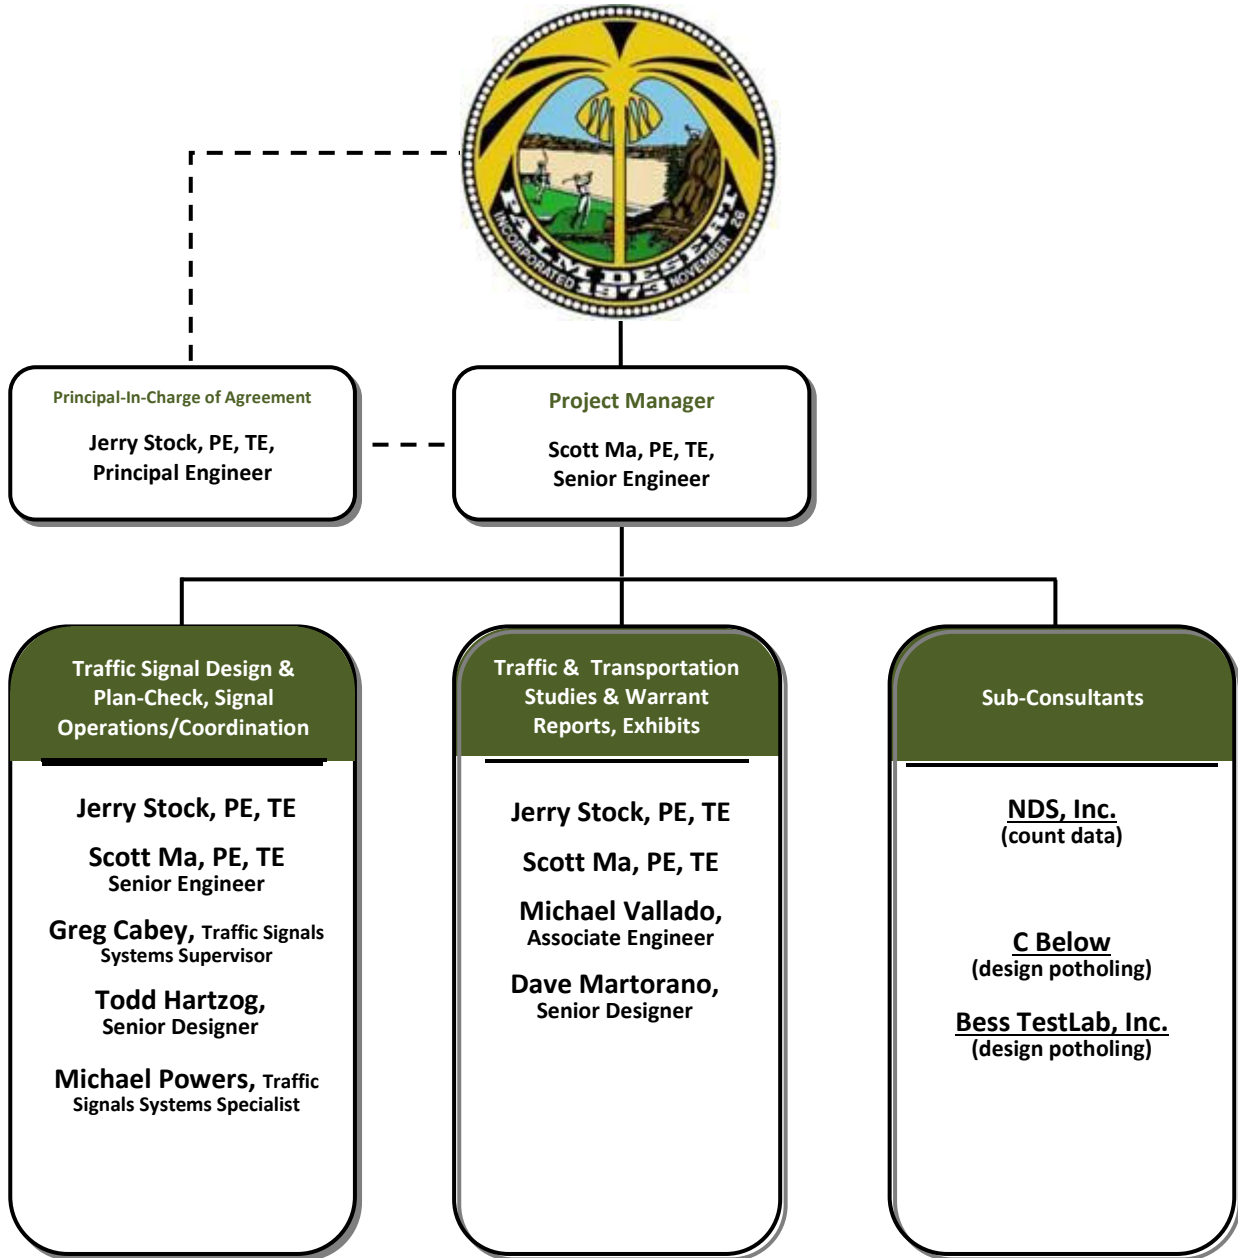 PALM DESERT
INCORPORATED 1973 NOVEMBER 26
Principal-In-Charge of Agreement
Jerry Stock, PE, TE,
Principal Engineer
Project Manager
Scott Ma, PE, TE,
Senior Engineer
Traffic Signal Design &
Plan-Check, Signal
Operations/Coordination
Jerry Stock, PE, TE
Scott Ma, PE, TE
Senior Engineer
Greg Cabey, Traffic Signals
Systems Supervisor
Todd Hartzog,
Senior Designer
Michael Powers, Traffic
Signals Systems Specialist
Traffic & Transportation
Studies & Warrant
Reports, Exhibits
Jerry Stock, PE, TE
Scott Ma, PE, TE
Michael Vallado,
Associate Engineer
Dave Martorano,
Senior Designer
Sub-Consultants
NDS, Inc.
(count data)
C Below
(design potholing)
Bess TestLab, Inc.
(design potholing)